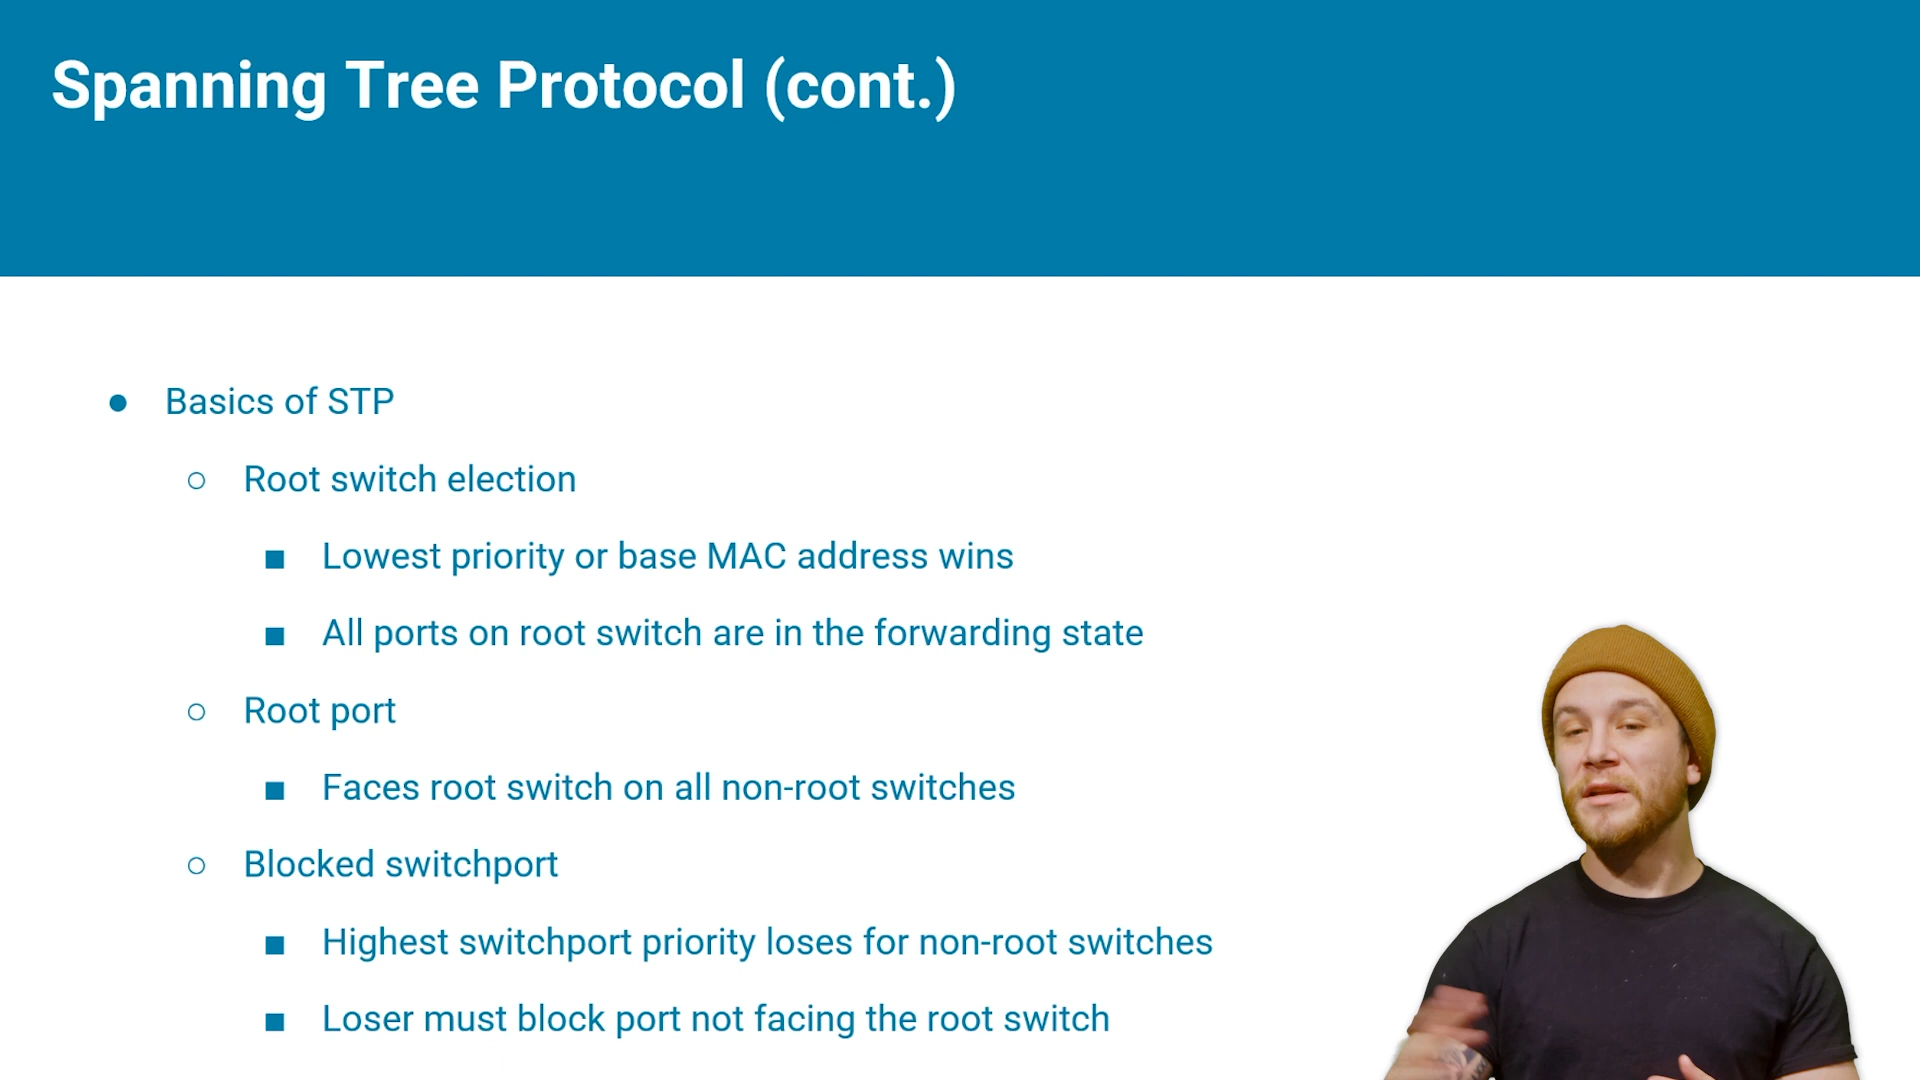 Spanning Tree Protocol (cont.)
● Basics of STP
○ Root switch election
■ Lowest priority or base MAC address wins
■ All ports on root switch are in the forwarding state
○ Root port
■ Faces root switch on all non-root switches
○ Blocked switchport
■ Highest switchport priority loses for non-root switches
■ Loser must block port not facing the root switch